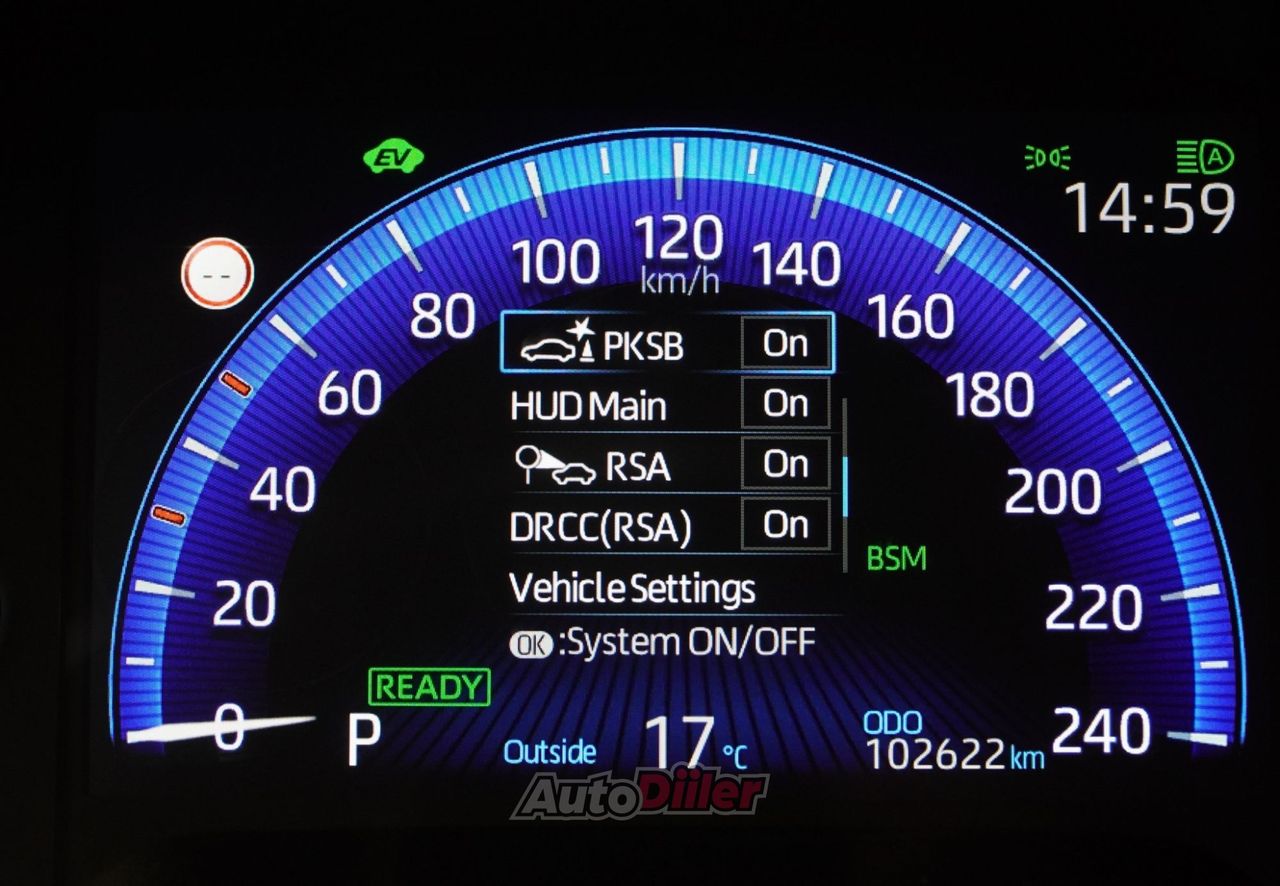 EV
A
14:59
--
0
20
40
60
80
100
120
km/h
140
160
180
200
220
240
PKSB On
HUD Main On
RSA On
DRCC(RSA) On
Vehicle Settings
OK :System ON/OFF
BSM
READY
P
Outside 17 °C
ODO
102622 km
AutoDiiler